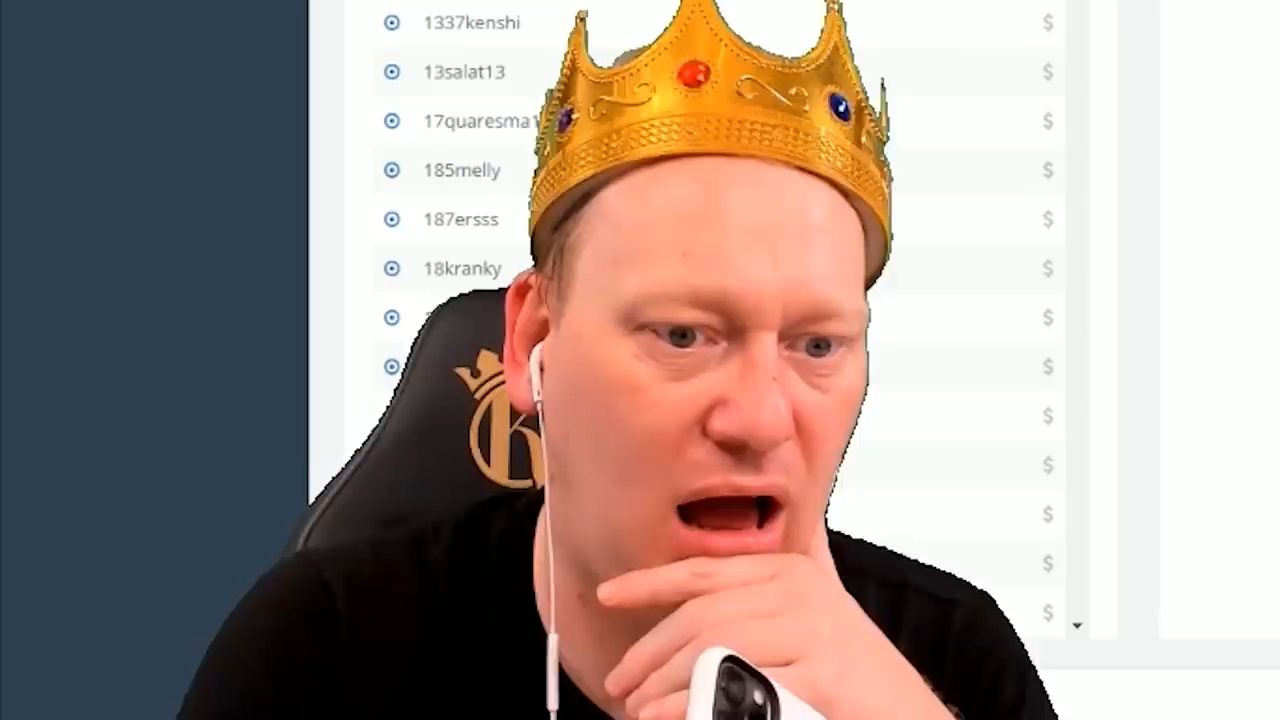 1337kenshi $
13salat13 $
17quaresma1 $
185melly $
187ersss $
18kranky $
$
$
$
$
$
$
$
K